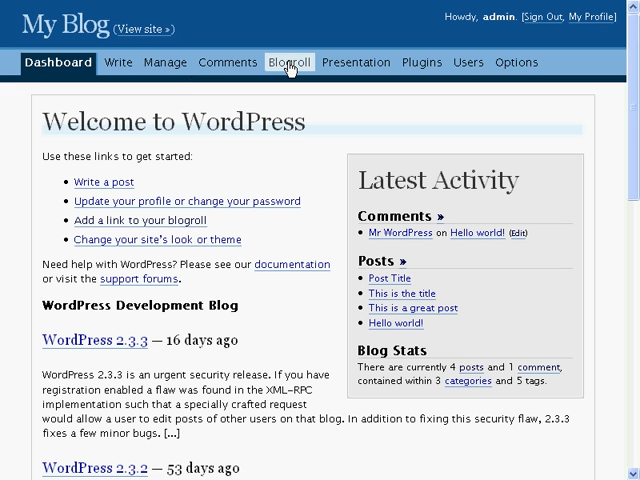 My Blog (View site »)
Howdy, admin. [Sign Out, My Profile]
Dashboard Write Manage Comments Blogroll Presentation Plugins Users Options
Welcome to WordPress
Use these links to get started:
• Write a post
• Update your profile or change your password
• Add a link to your blogroll
• Change your site's look or theme
Need help with WordPress? Please see our documentation
or visit the support forums.
WordPress Development Blog
WordPress 2.3.3 — 16 days ago
WordPress 2.3.3 is an urgent security release. If you have
registration enabled a flaw was found in the XML-RPC
implementation such that a specially crafted request
would allow a user to edit posts of other users on that blog. In addition to fixing this security flaw, 2.3.3
fixes a few minor bugs. [...]
WordPress 2.3.2 — 53 days ago
Latest Activity
Comments »
• Mr WordPress on Hello world! (Edit)
Posts »
• Post Title
• This is the title
• This is a great post
• Hello world!
Blog Stats
There are currently 4 posts and 1 comment,
contained within 3 categories and 5 tags.